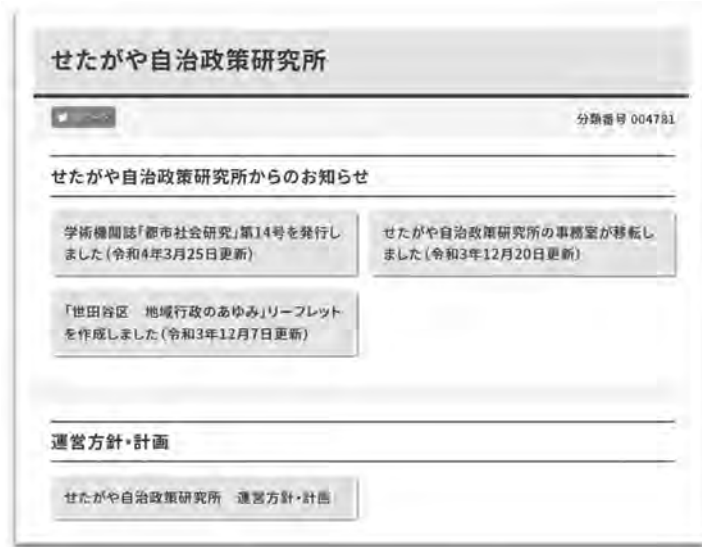 せたがや自治政策研究所
分類番号 004781
せたがや自治政策研究所からのお知らせ
学術機関誌「都市社会研究」第14号を発行し
ました(令和4年3月25日更新)
せたがや自治政策研究所の事務室が移転し
ました(令和3年12月20日更新)
「世田谷区　地域行政のあゆみ」リーフレット
を作成しました(令和3年12月7日更新)
運営方針・計画
せたがや自治政策研究所　運営方針・計画